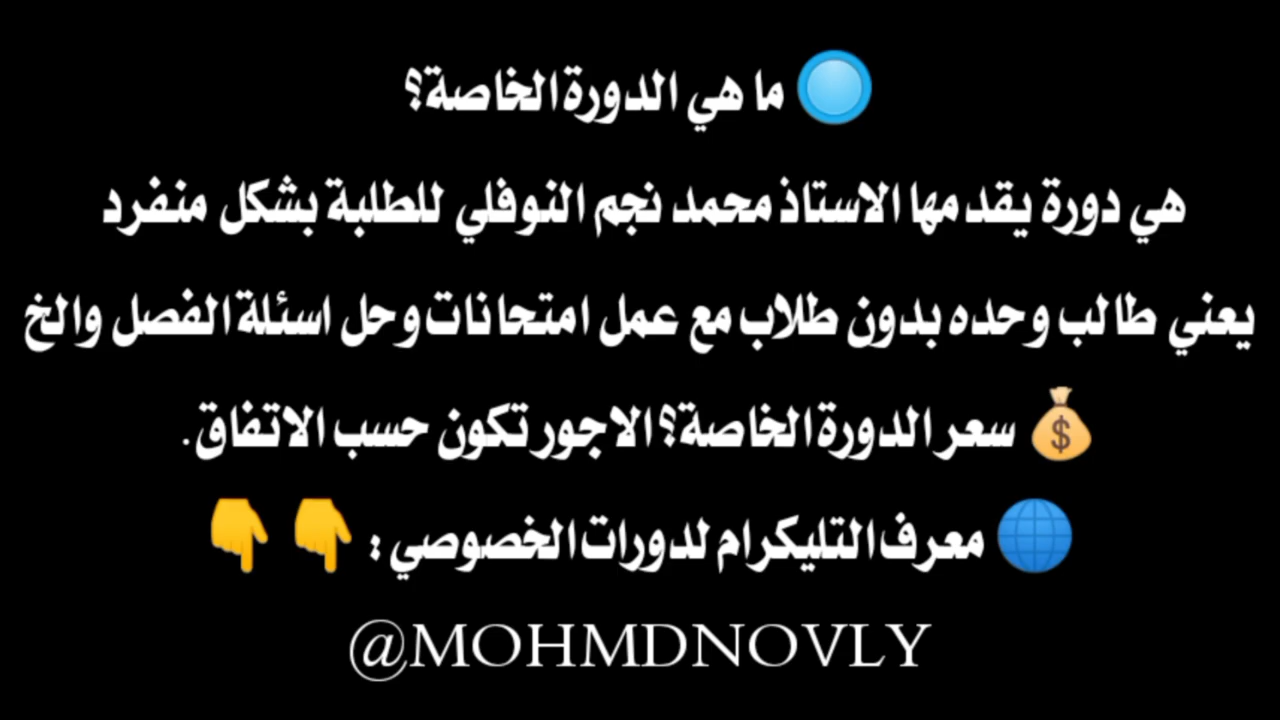 🔵 ما هي الدورة الخاصة؟
هي دورة يقدمها الاستاذ محمد نجم النوفلي للطلبة بشكل منفرد
يعني طالب وحده بدون طلاب مع عمل امتحانات وحل اسئلة الفصل والخ
💰 سعر الدورة الخاصة؟ الاجور تكون حسب الاتفاق.
🌐 معرف التليكرام لدورات الخصوصي : 👇 👇
@MOHMDNOVLY